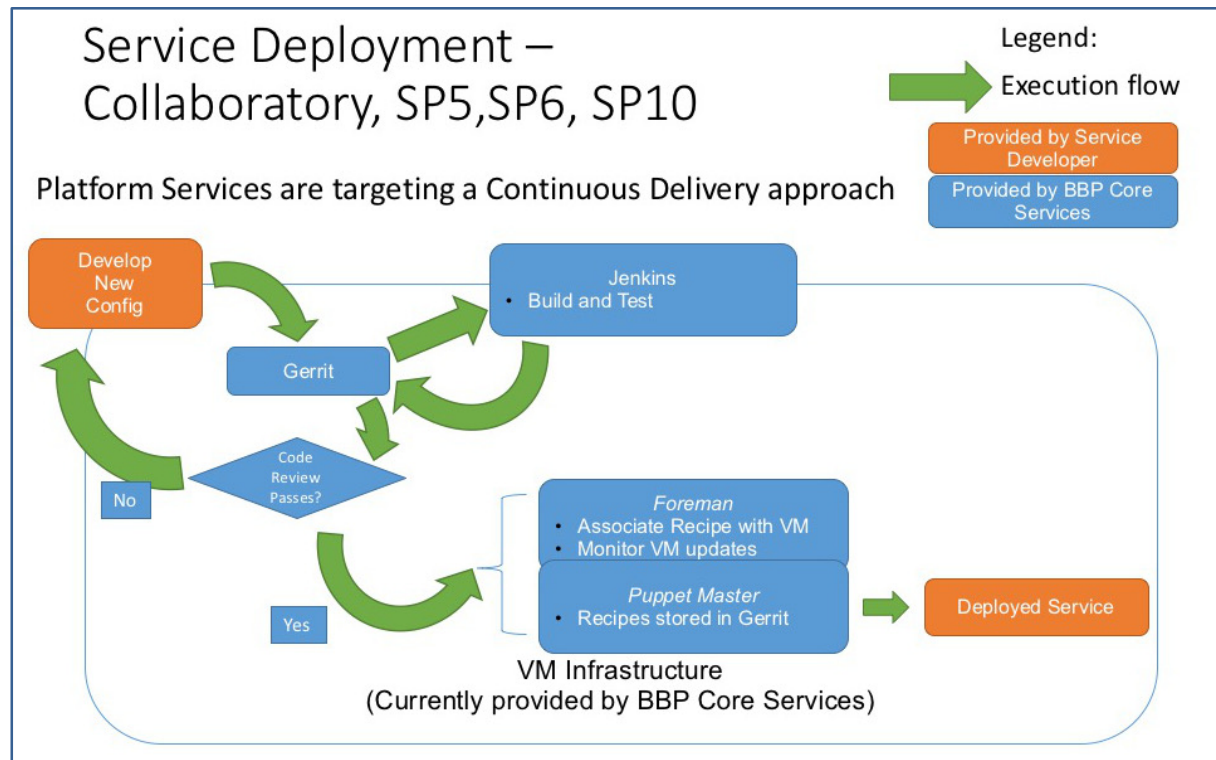 Service Deployment –
Collaboratory, SP5,SP6, SP10
Legend:
Execution flow
Provided by Service
Developer
Provided by BBP Core
Services
Platform Services are targeting a Continuous Delivery approach
Develop
New
Config
Jenkins
• Build and Test
Gerrit
Code
Review
Passes?
No
Foreman
• Associate Recipe with VM
• Monitor VM updates
Puppet Master
• Recipes stored in Gerrit
Deployed Service
Yes
VM Infrastructure
(Currently provided by BBP Core Services)